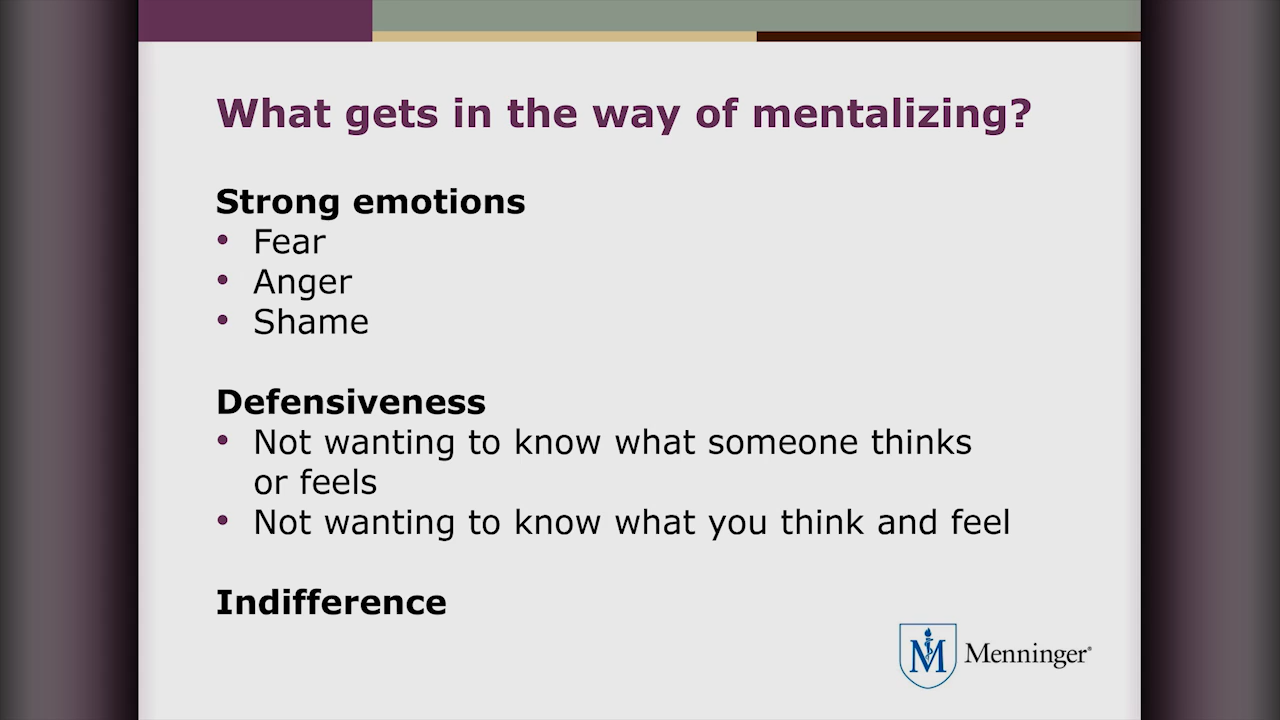 What gets in the way of mentalizing?
Strong emotions
• Fear
• Anger
• Shame
Defensiveness
• Not wanting to know what someone thinks
or feels
• Not wanting to know what you think and feel
Indifference
M Menninger®